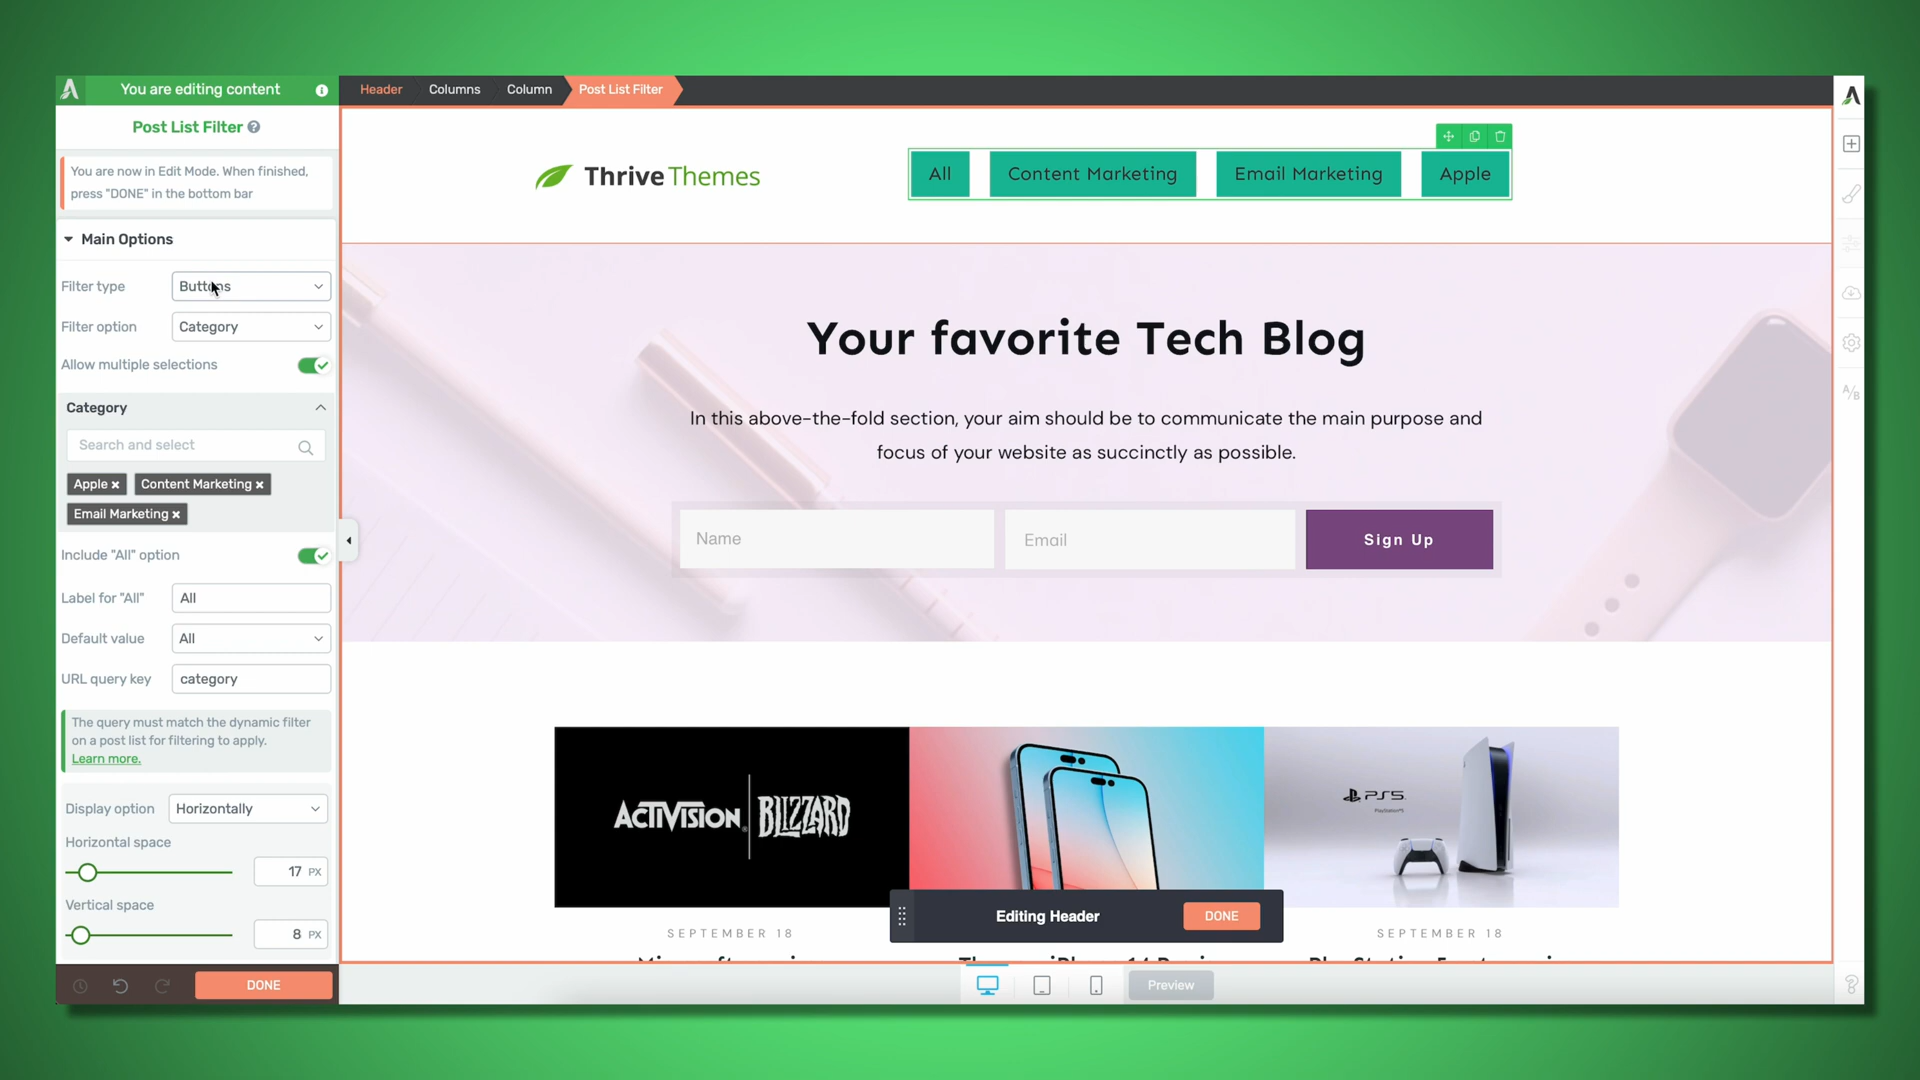 You are editing content
Header
Columns
Column
Post List Filter
Post List Filter
You are now in Edit Mode. When finished,
press "DONE" in the bottom bar
Main Options
Filter type
Buttons
Filter option
Category
Allow multiple selections
Category
Search and select
Apple ×
Content Marketing ×
Email Marketing ×
Include "All" option
Label for "All"
All
Default value
All
URL query key
category
The query must match the dynamic filter
on a post list for filtering to apply.
Learn more.
Display option
Horizontally
Horizontal space
17 PX
Vertical space
8 PX
DONE
Thrive Themes
All
Content Marketing
Email Marketing
Apple
Your favorite Tech Blog
In this above-the-fold section, your aim should be to communicate the main purpose and
focus of your website as succinctly as possible.
Name
Email
Sign Up
ACTIVISION
BLIZZARD
PS5
SEPTEMBER 18
SEPTEMBER 18
Editing Header
DONE
Preview
A/B